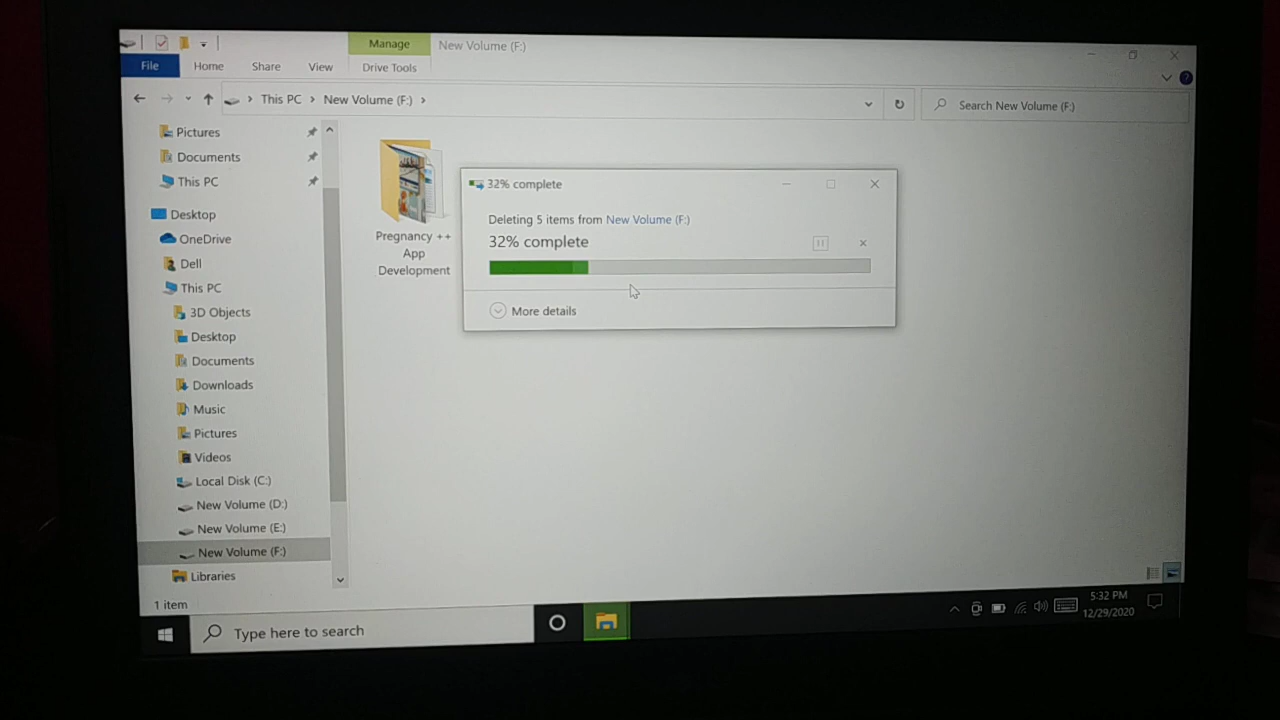 Manage
New Volume (F:)
File
Home
Share
View
Drive Tools
This PC > New Volume (F:) >
Search New Volume (F:)
Pictures
Documents
This PC
Desktop
OneDrive
Dell
This PC
3D Objects
Desktop
Documents
Downloads
Music
Pictures
Videos
Local Disk (C:)
New Volume (D:)
New Volume (E:)
New Volume (F:)
Libraries
Pregnancy ++
App
Development
32% complete
Deleting 5 items from New Volume (F:)
32% complete
More details
1 item
Type here to search
5:32 PM
12/29/2020